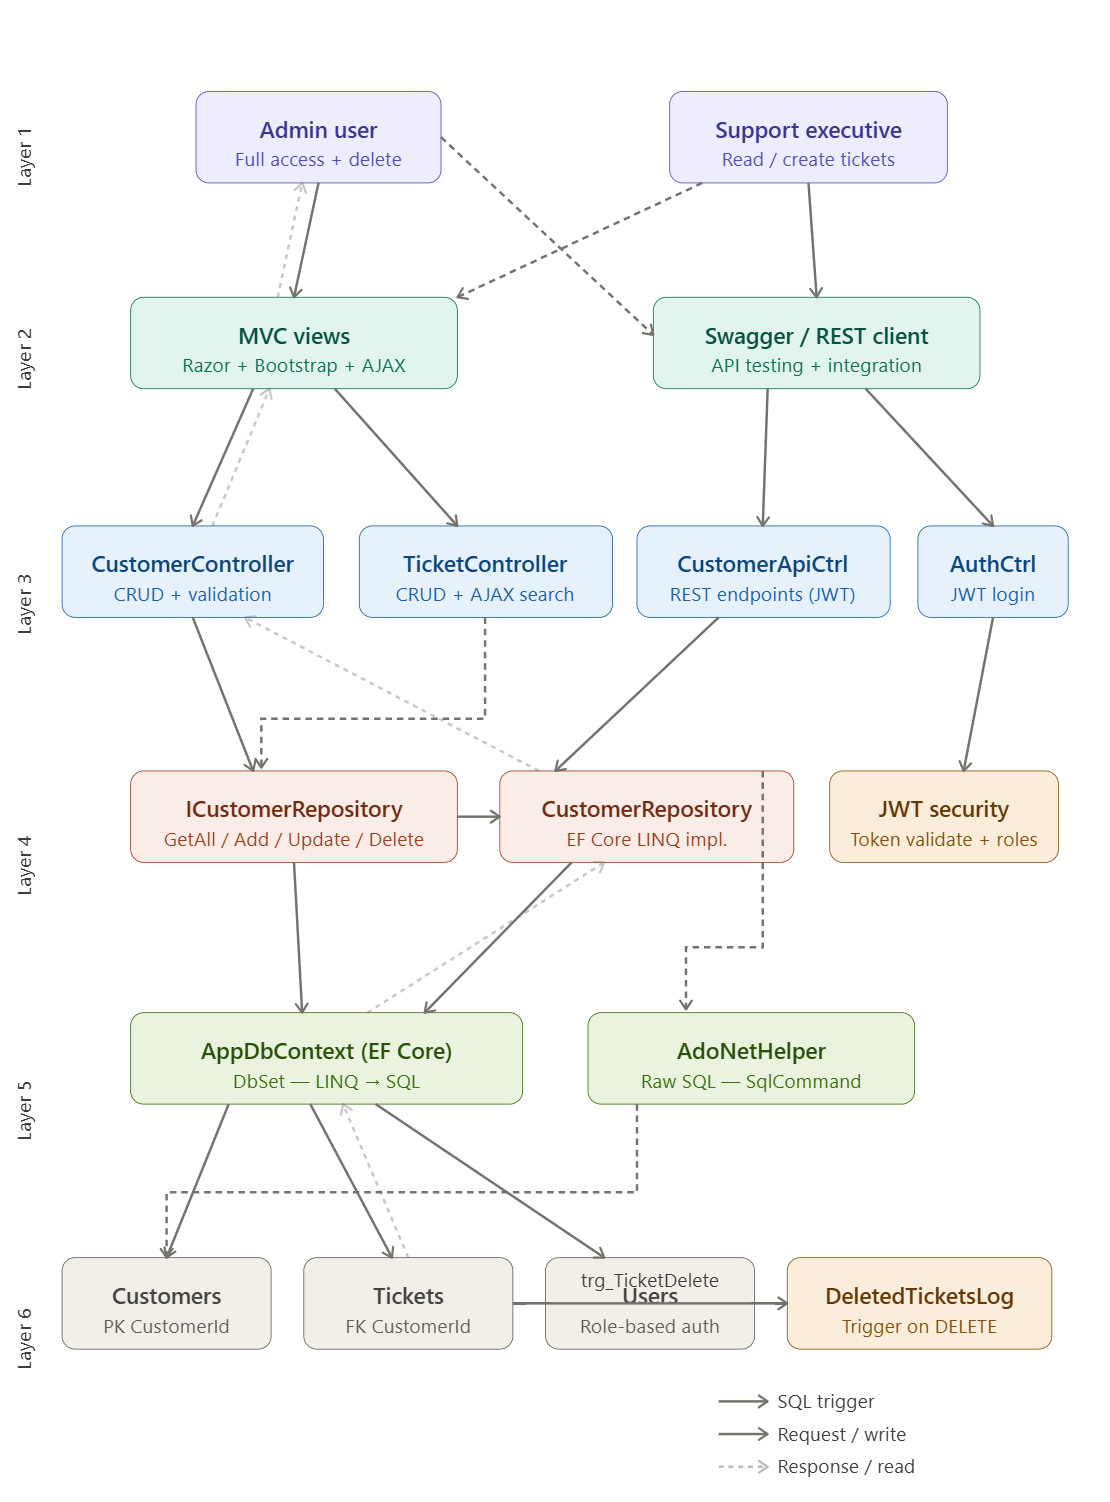 Layer 1
Admin user
Full access + delete
Support executive
Read / create tickets
Layer 2
MVC views
Razor + Bootstrap + AJAX
Swagger / REST client
API testing + integration
Layer 3
CustomerController
CRUD + validation
TicketController
CRUD + AJAX search
CustomerApiCtrl
REST endpoints (JWT)
AuthCtrl
JWT login
Layer 4
ICustomerRepository
GetAll / Add / Update / Delete
CustomerRepository
EF Core LINQ impl.
JWT security
Token validate + roles
Layer 5
AppDbContext (EF Core)
DbSet — LINQ → SQL
AdoNetHelper
Raw SQL — SqlCommand
Layer 6
Customers
PK CustomerId
Tickets
FK CustomerId
trg_TicketDelete
Users
Role-based auth
DeletedTicketsLog
Trigger on DELETE
SQL trigger
Request / write
Response / read